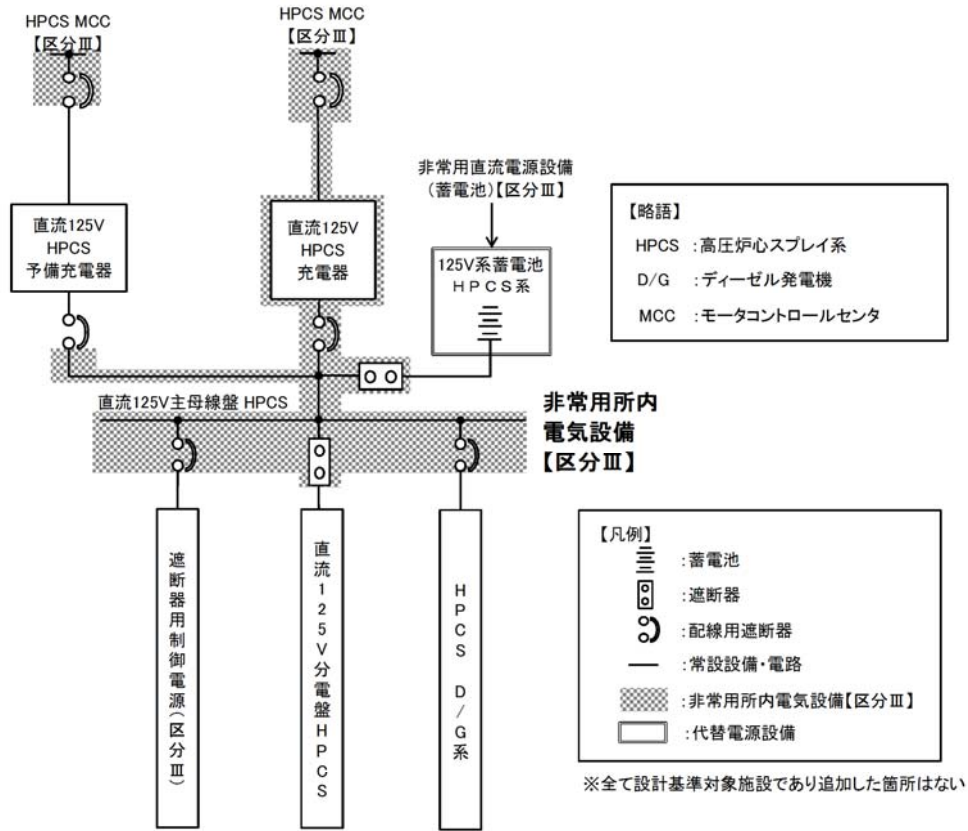 HPCS MCC
【区分Ⅲ】
HPCS MCC
【区分Ⅲ】
直流125V
HPCS
予備充電器
直流125V
HPCS
充電器
非常用直流電源設備
(蓄電池)【区分Ⅲ】
125V系蓄電池
HPCS系
【略語】
HPCS :高圧炉心スプレイ系
D/G :ディーゼル発電機
MCC :モータコントロールセンタ
直流125V主母線盤 HPCS
非常用所内
電気設備
【区分Ⅲ】
遮断器用制御電源(区分Ⅲ)
直流125V分電盤HPCS
HPCS D/G系
【凡例】
:蓄電池
:遮断器
:配線用遮断器
:常設設備・電路
:非常用所内電気設備【区分Ⅲ】
:代替電源設備
※全て設計基準対象施設であり追加した箇所はない